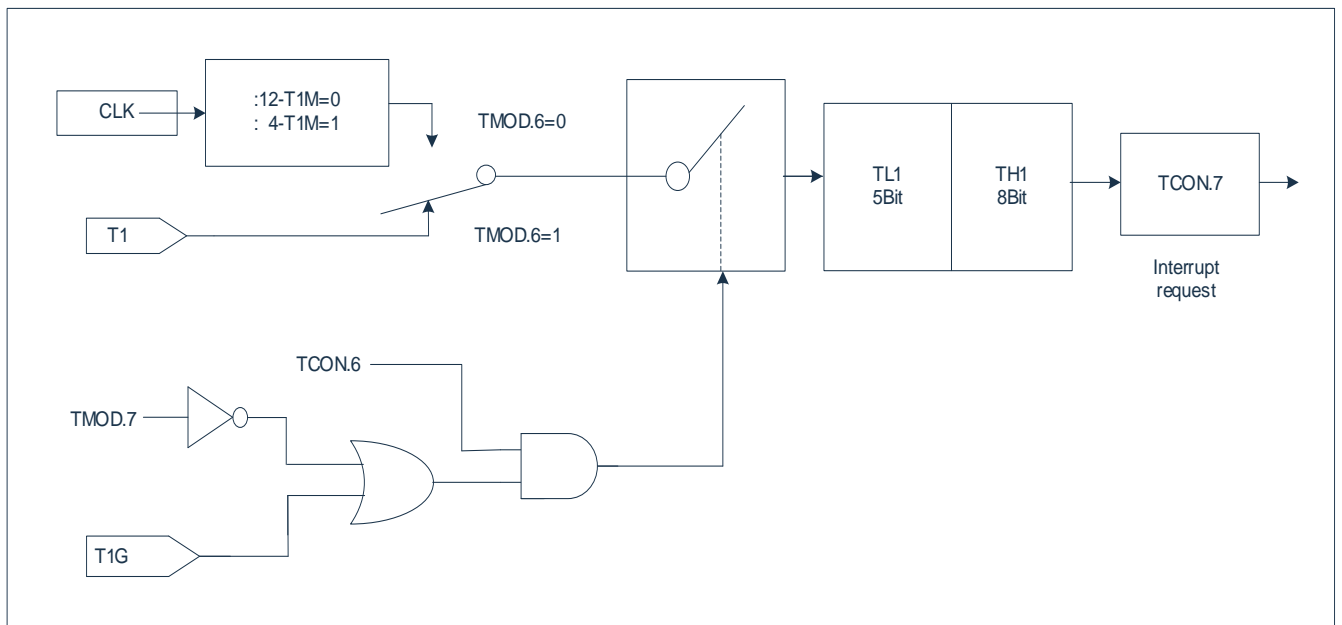 CLK
:12-T1M=0
: 4-T1M=1
TMOD.6=0
T1
TMOD.6=1
TL1
5Bit
TH1
8Bit
TCON.7
Interrupt
request
TCON.6
TMOD.7
T1G